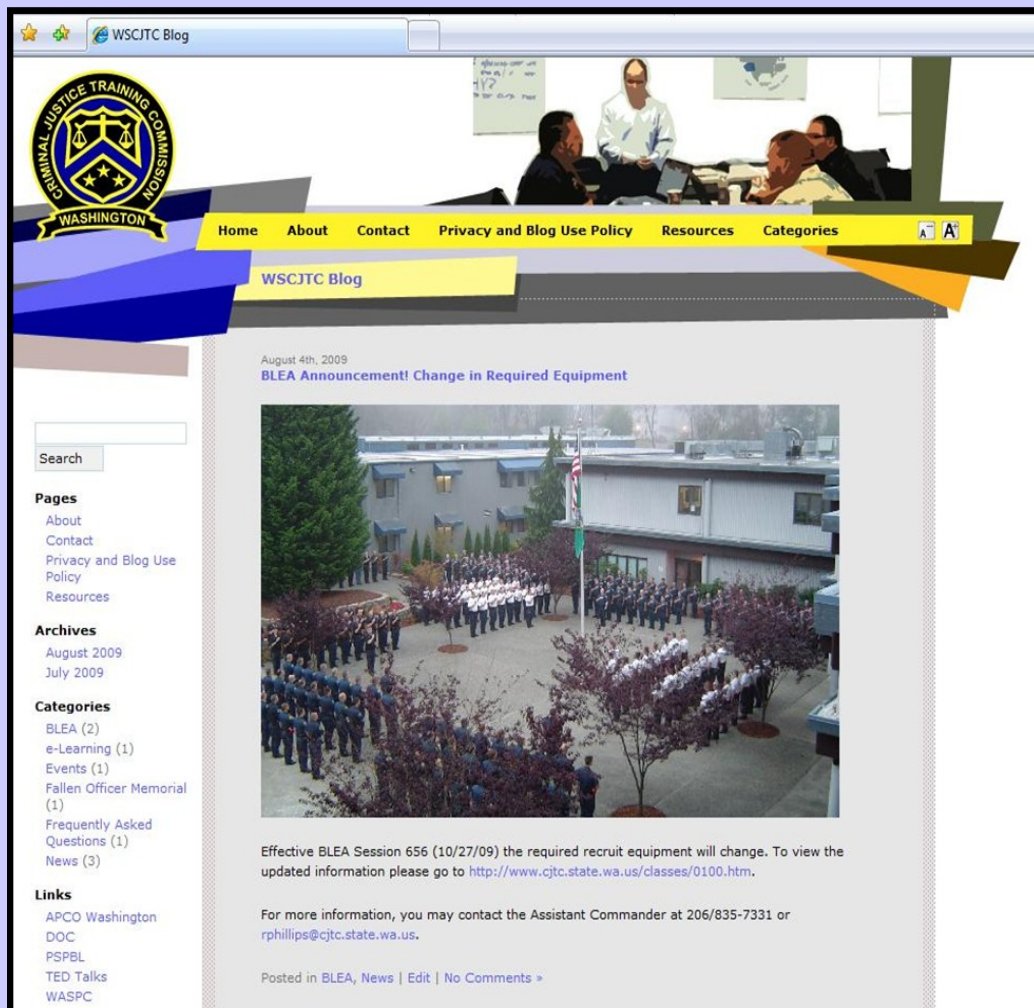 WSCJTC Blog
CRIMINAL JUSTICE TRAINING COMMISSION
WASHINGTON
Home About Contact Privacy and Blog Use Policy Resources Categories A- A+
WSCJTC Blog
August 4th, 2009
BLEA Announcement! Change in Required Equipment
Search
Pages
About
Contact
Privacy and Blog Use
Policy
Resources
Archives
August 2009
July 2009
Categories
BLEA (2)
e-Learning (1)
Events (1)
Fallen Officer Memorial
(1)
Frequently Asked
Questions (1)
News (3)
Links
APCO Washington
DOC
PSPBL
TED Talks
WASPC
Effective BLEA Session 656 (10/27/09) the required recruit equipment will change. To view the
updated information please go to http://www.cjtc.state.wa.us/classes/0100.htm.
For more information, you may contact the Assistant Commander at 206/835-7331 or
rphillips@cjtc.state.wa.us.
Posted in BLEA, News | Edit | No Comments »